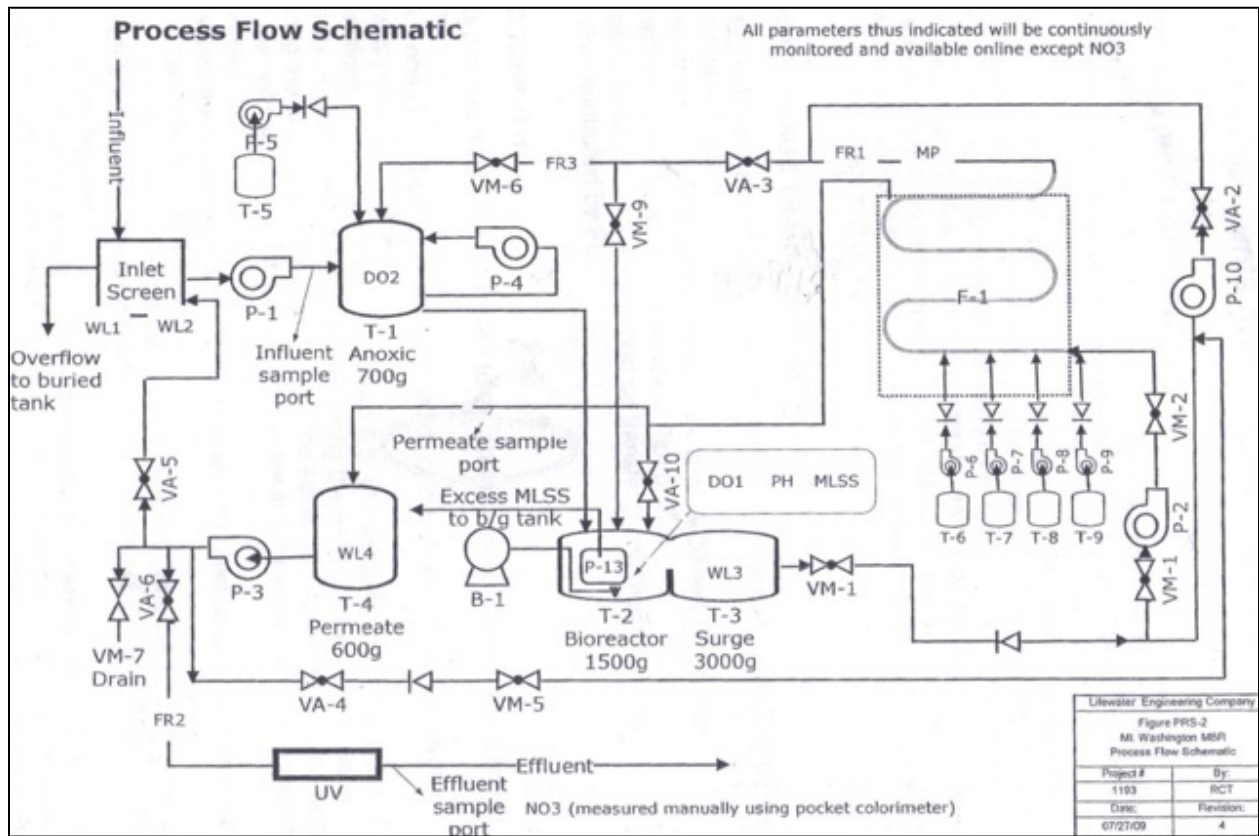 Process Flow Schematic
All parameters thus indicated will be continuously
monitored and available online except NO3
Influent
P-5
T-5
VM-6
FR3
VA-3
FR1
MP
VA-2
VM-9
Inlet
Screen
WL1
WL2
P-1
DO2
P-4
P-10
F-1
T-1
Anoxic
700g
Overflow
to buried
tank
Influent
sample
port
Permeate sample
port
VA-10
VM-2
DO1
PH
MLSS
P-6
P-7
P-8
P-9
T-6
T-7
T-8
T-9
P-2
VA-5
Excess MLSS
to b/g tank
WL4
P-13
WL3
B-1
VM-1
VM-1
VA-6
P-3
T-4
Permeate
600g
T-2
Bioreactor
1500g
T-3
Surge
3000g
VM-7
Drain
VA-4
VM-5
FR2
UV
Effluent
Effluent
sample
port
NO3 (measured manually using pocket colorimeter)
Lifewater Engineering Company
Figure PRS-2
Mt. Washington MBR
Process Flow Schematic
Project #
By:
1193
RCT
Date:
Revision:
07/27/09
4